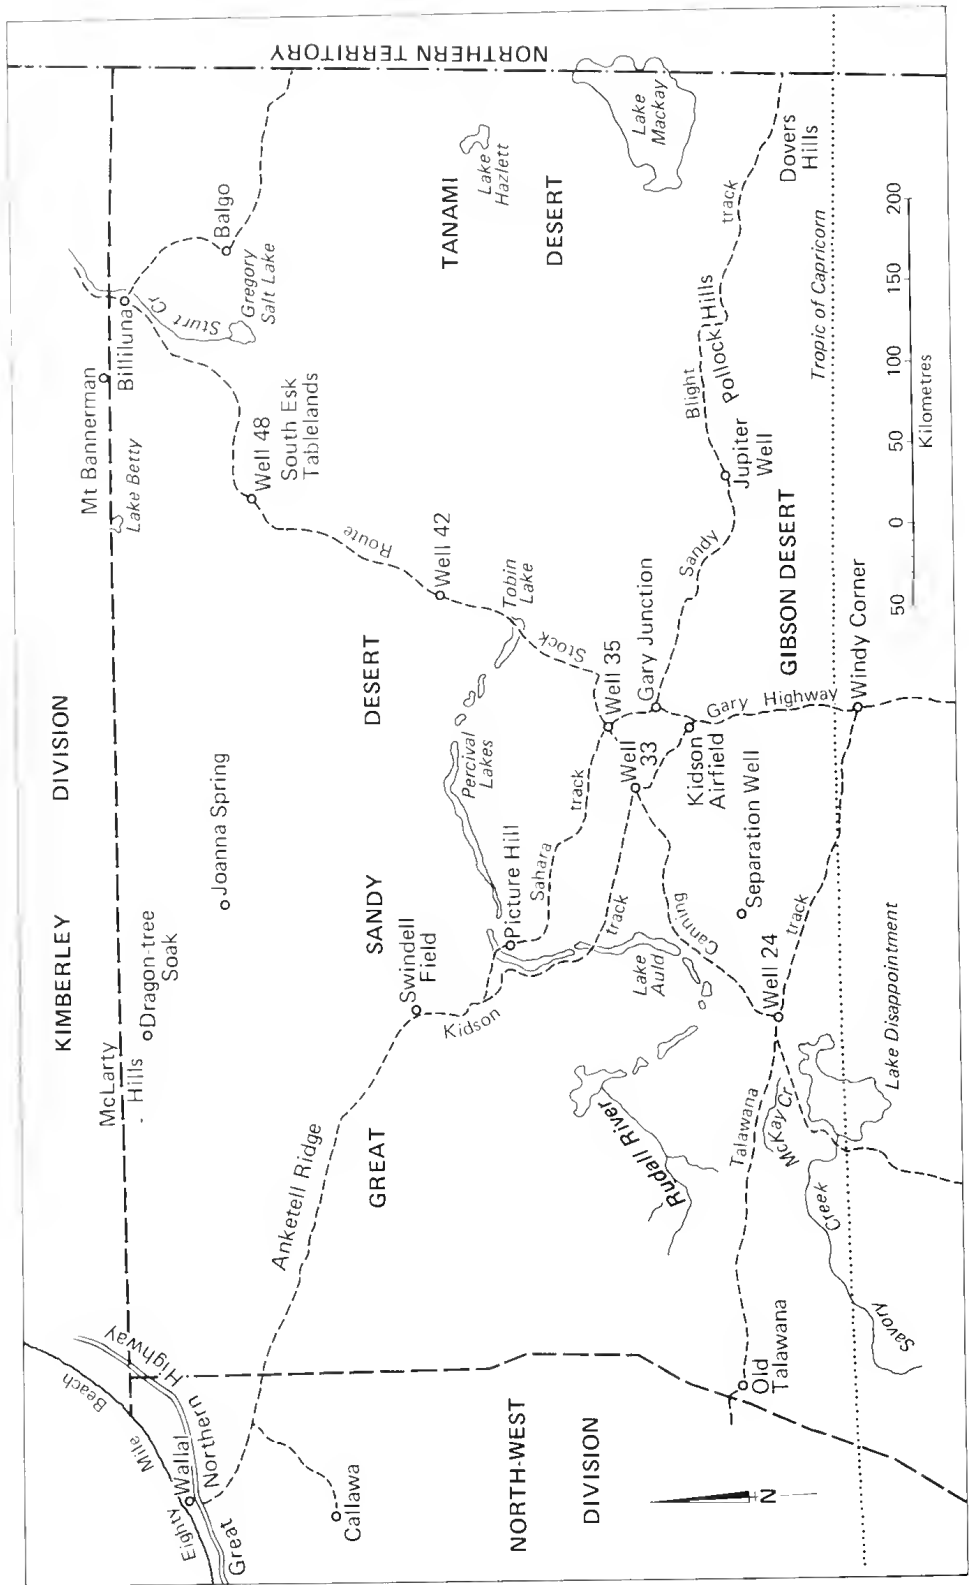 KIMBERLEY DIVISION
NORTHERN TERRITORY
Eighty Mile Beach
Great Northern Highway
Wallal
Callawa
Anketell Ridge
McLarty
Hills
Dragon-tree
Soak
Joanna Spring
Lake Betty
Mt Bannerman
Billiluna
Sturt Cr
Balgo
Gregory
Salt Lake
Well 48
South Esk
Tablelands
GREAT SANDY DESERT
Swindell
Field
Kidson track
Picture Hill
Percival
Lakes
Sahara track
Tobin
Lake
Well 42
Canning Stock Route
TANAMI
DESERT
Lake
Hazlett
Lake
Mackay
NORTH-WEST
DIVISION
Rudall River
Lake
Auld
Well
33
Well 35
Gary Junction
Kidson
Airfield
Gary Highway
Sandy Blight track
Jupiter
Well
Pollock Hills
Dovers
Hills
Separation Well
Well 24
Old
Talawana
Talawana track
McKay Cr
Savory Creek
Lake Disappointment
GIBSON DESERT
Windy Corner
Tropic of Capricorn
N
50 0 50 100 150 200
Kilometres